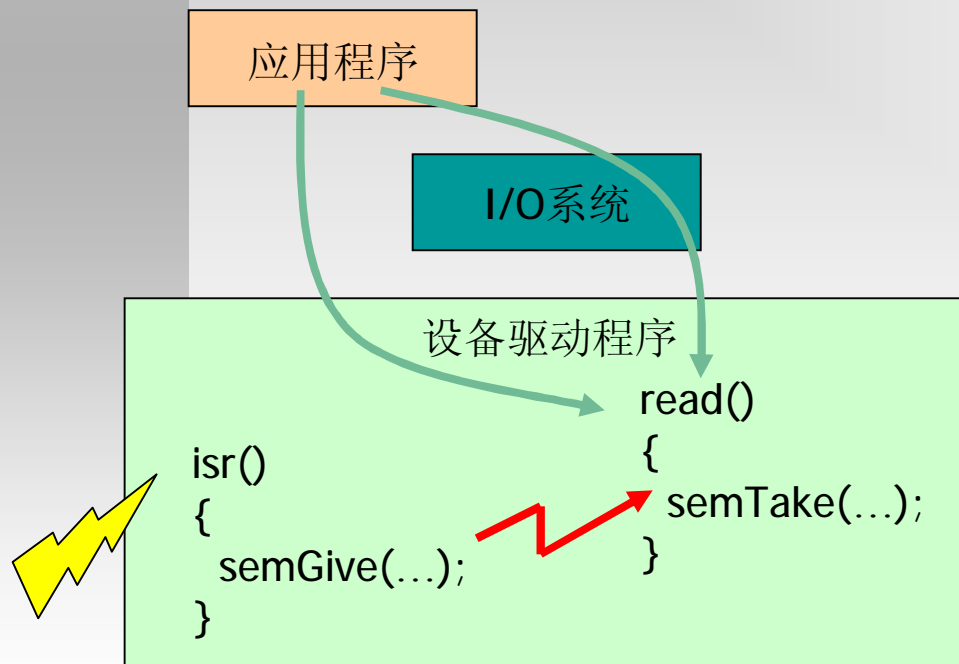 应用程序
I/O系统
设备驱动程序
read()
{
semTake(…);
}
isr()
{
semGive(…);
}